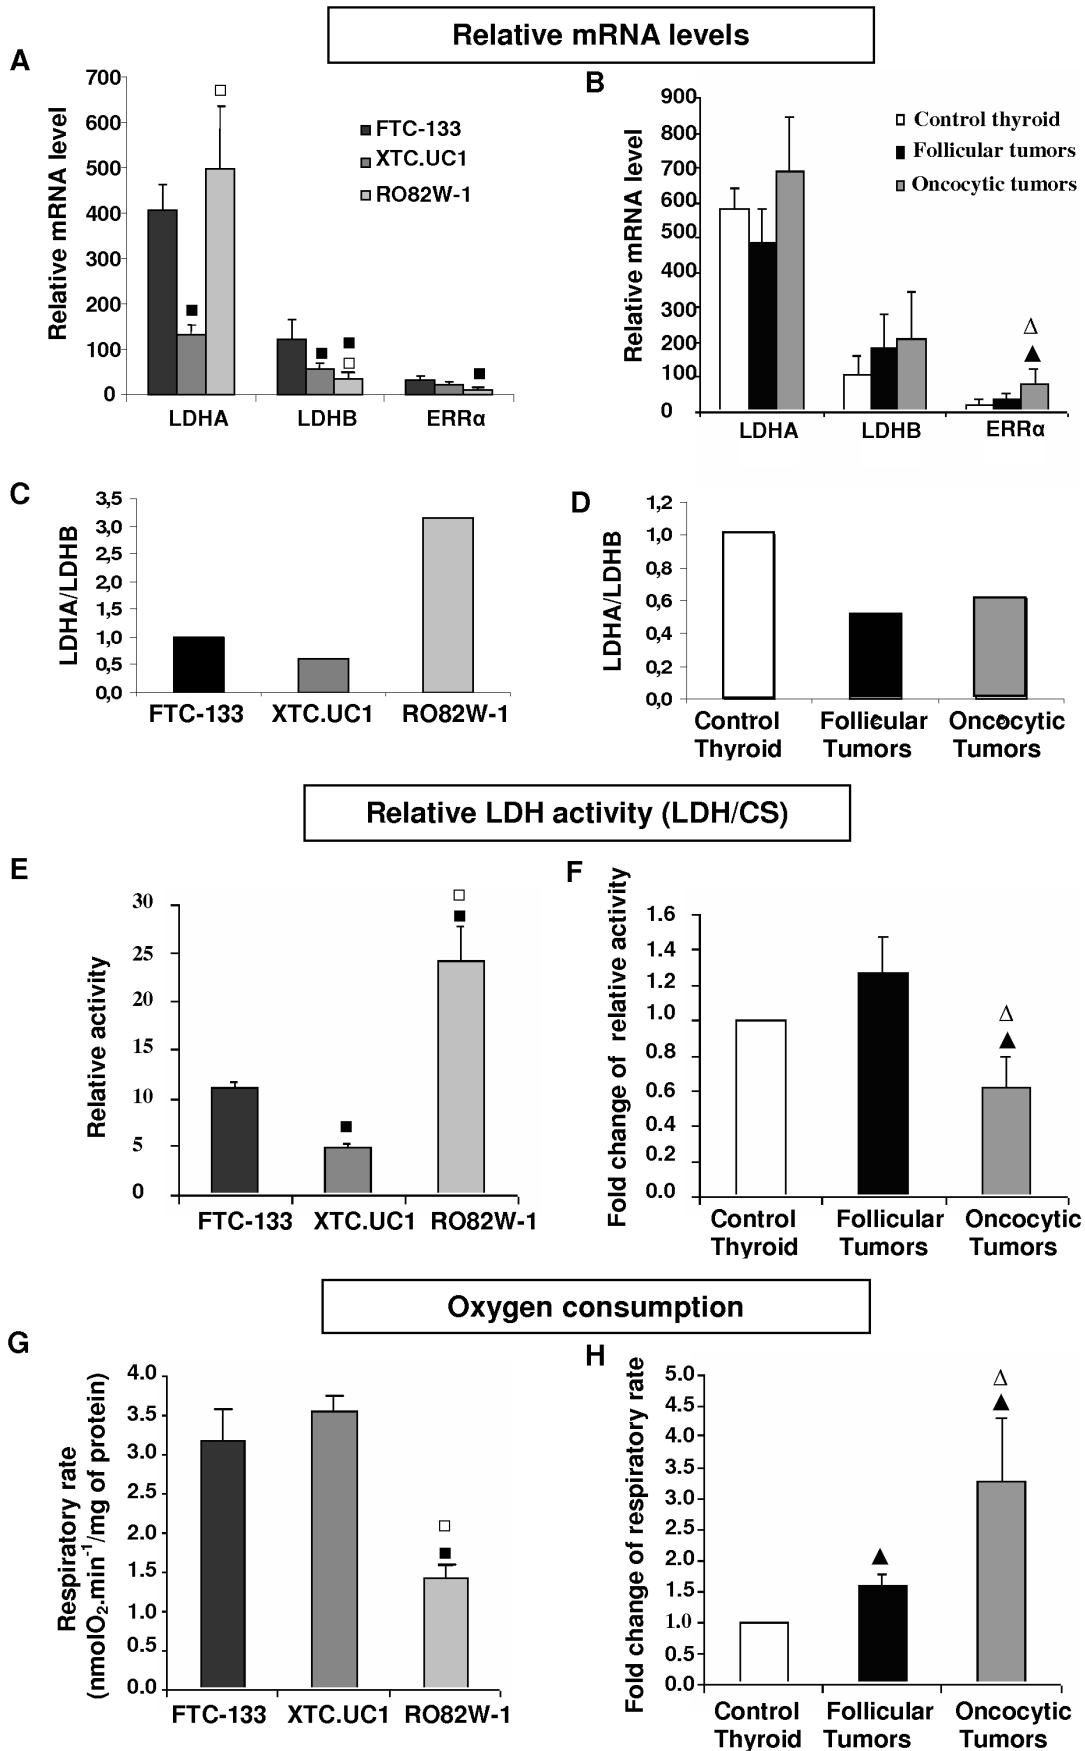 Relative mRNA levels
A
Relative mRNA level
700
600
500
400
300
200
100
0
FTC-133
XTC.UC1
RO82W-1
LDHA
LDHB
ERRα
B
Relative mRNA level
900
800
700
600
500
400
300
200
100
0
Control thyroid
Follicular tumors
Oncocytic tumors
LDHA
LDHB
ERRα
C
LDHA/LDHB
3,5
3,0
2,5
2,0
1,5
1,0
0,5
0,0
FTC-133
XTC.UC1
RO82W-1
D
LDHA/LDHB
1,2
1,0
0,8
0,6
0,4
0,2
0,0
Control
Thyroid
Follicular
Tumors
Oncocytic
Tumors
Relative LDH activity (LDH/CS)
E
Relative activity
30
25
20
15
10
5
0
FTC-133
XTC.UC1
RO82W-1
F
Fold change of relative activity
1.6
1.4
1.2
1.0
0.8
0.6
0.4
0.2
0.0
Control
Thyroid
Follicular
Tumors
Oncocytic
Tumors
Oxygen consumption
G
Respiratory rate
(nmolO₂.min⁻¹/mg of protein)
4.0
3.5
3.0
2.5
2.0
1.5
1.0
0.5
0.0
FTC-133
XTC.UC1
RO82W-1
H
Fold change of respiratory rate
5.0
4.5
4.0
3.5
3.0
2.5
2.0
1.5
1.0
0.5
0.0
Control
Thyroid
Follicular
Tumors
Oncocytic
Tumors